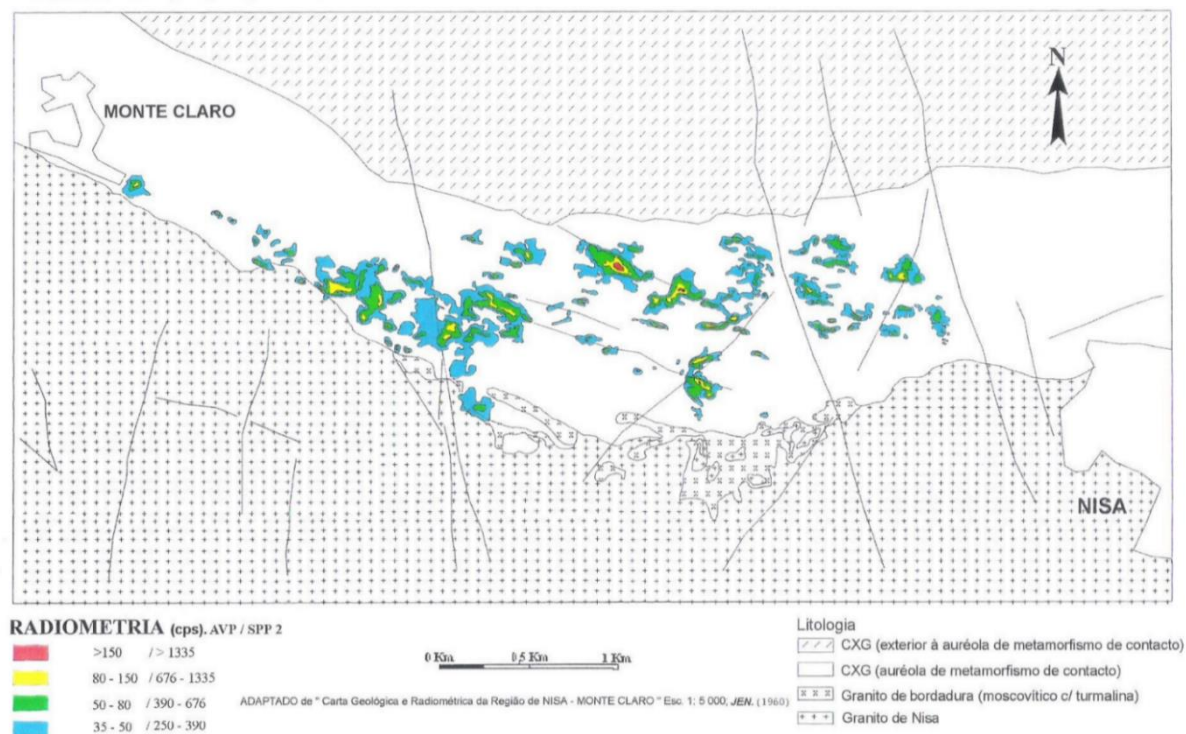 N
MONTE CLARO
NISA
RADIOMETRIA (cps). AVP / SPP 2
>150 / > 1335
80 - 150 / 676 - 1335
50 - 80 / 390 - 676
35 - 50 / 250 - 390
0 Km 0,5 Km 1 Km
ADAPTADO de " Carta Geológica e Radiométrica da Região de NISA - MONTE CLARO " Esc. 1: 5 000, JEN. (1960)
Litologia
CXG (exterior à auréola de metamorfismo de contacto)
CXG (auréola de metamorfismo de contacto)
Granito de bordadura (moscovítico c/ turmalina)
Granito de Nisa